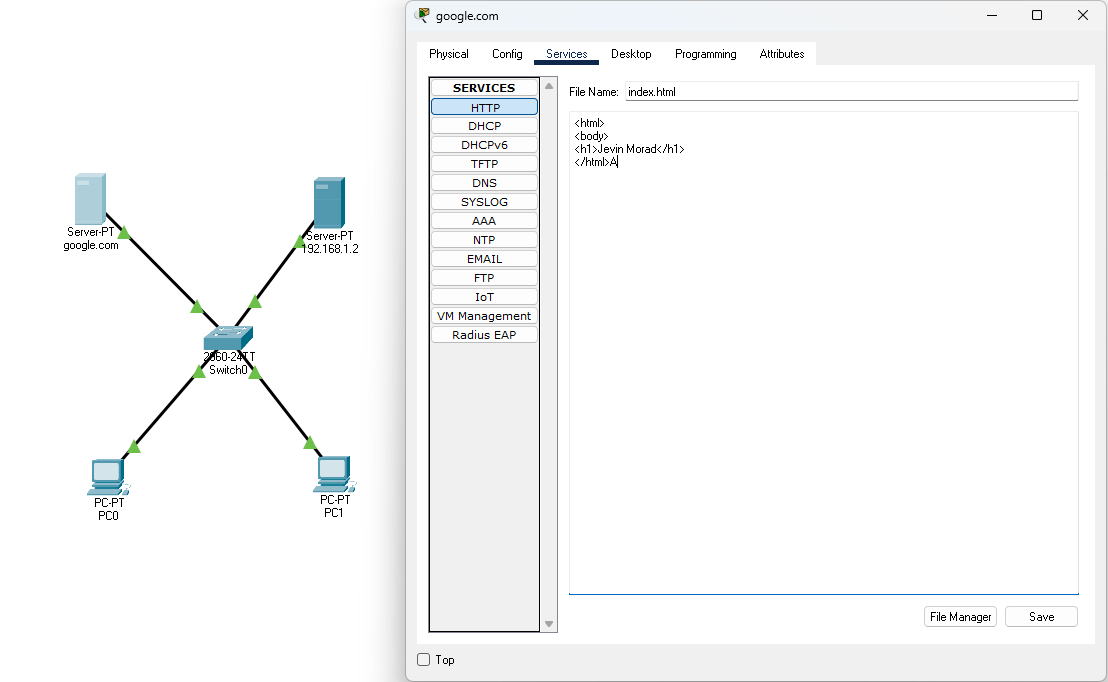 google.com
Physical Config Services Desktop Programming Attributes
SERVICES
HTTP
DHCP
DHCPv6
TFTP
DNS
SYSLOG
AAA
NTP
EMAIL
FTP
IoT
VM Management
Radius EAP
File Name: index.html
<html>
<body>
<h1>Jevin Morad</h1>
</html>A
File Manager Save
Top
Server-PT
google.com
Server-PT
192.168.1.2
2960-24TT
Switch0
PC-PT
PC0
PC-PT
PC1